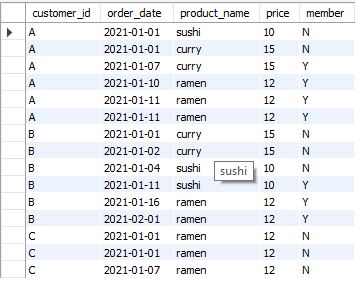 customer_id order_date product_name price member
A 2021-01-01 sushi 10 N
A 2021-01-01 curry 15 N
A 2021-01-07 curry 15 Y
A 2021-01-10 ramen 12 Y
A 2021-01-11 ramen 12 Y
A 2021-01-11 ramen 12 Y
B 2021-01-01 curry 15 N
B 2021-01-02 curry 15 N
B 2021-01-04 sushi 10 N
sushi
B 2021-01-11 sushi 10 Y
B 2021-01-16 ramen 12 Y
B 2021-02-01 ramen 12 Y
C 2021-01-01 ramen 12 N
C 2021-01-01 ramen 12 N
C 2021-01-07 ramen 12 N